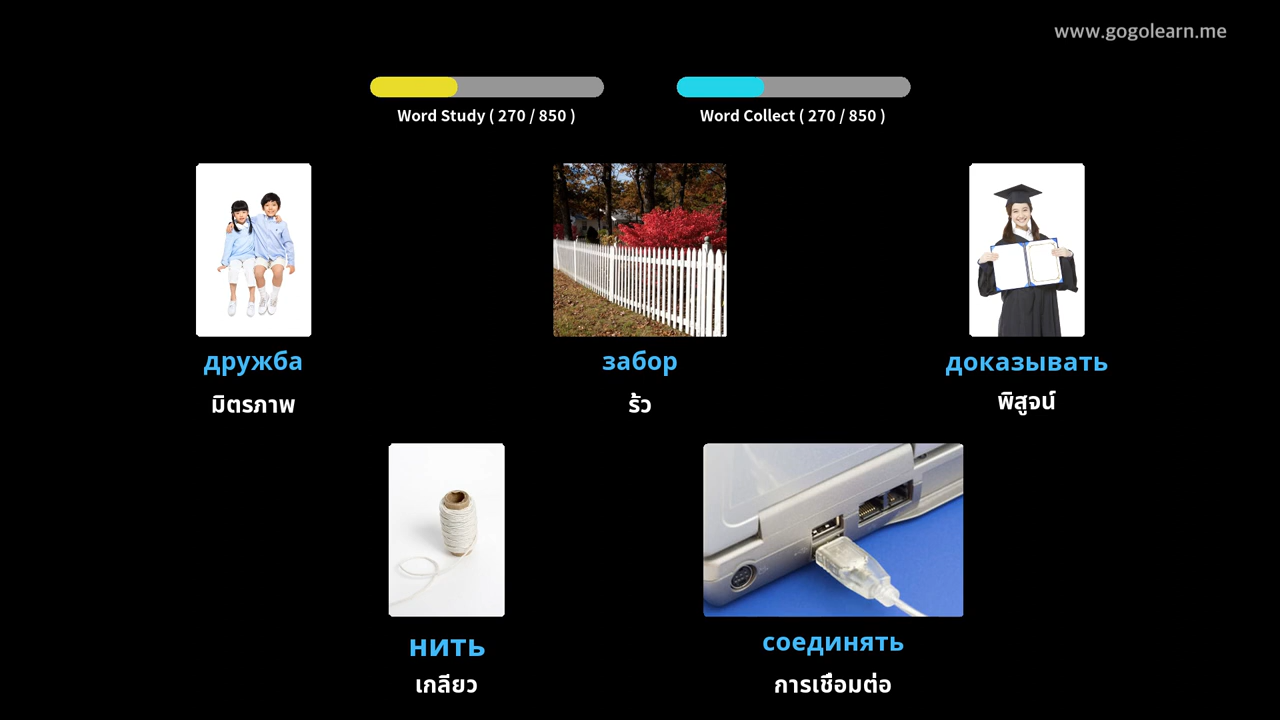 www.gogolearn.me
Word Study ( 270 / 850 )
Word Collect ( 270 / 850 )
дружба
забор
доказывать
มิตรภาพ
รั้ว
พิสูจน์
нить
соединять
เกลียว
การเชื่อมต่อ